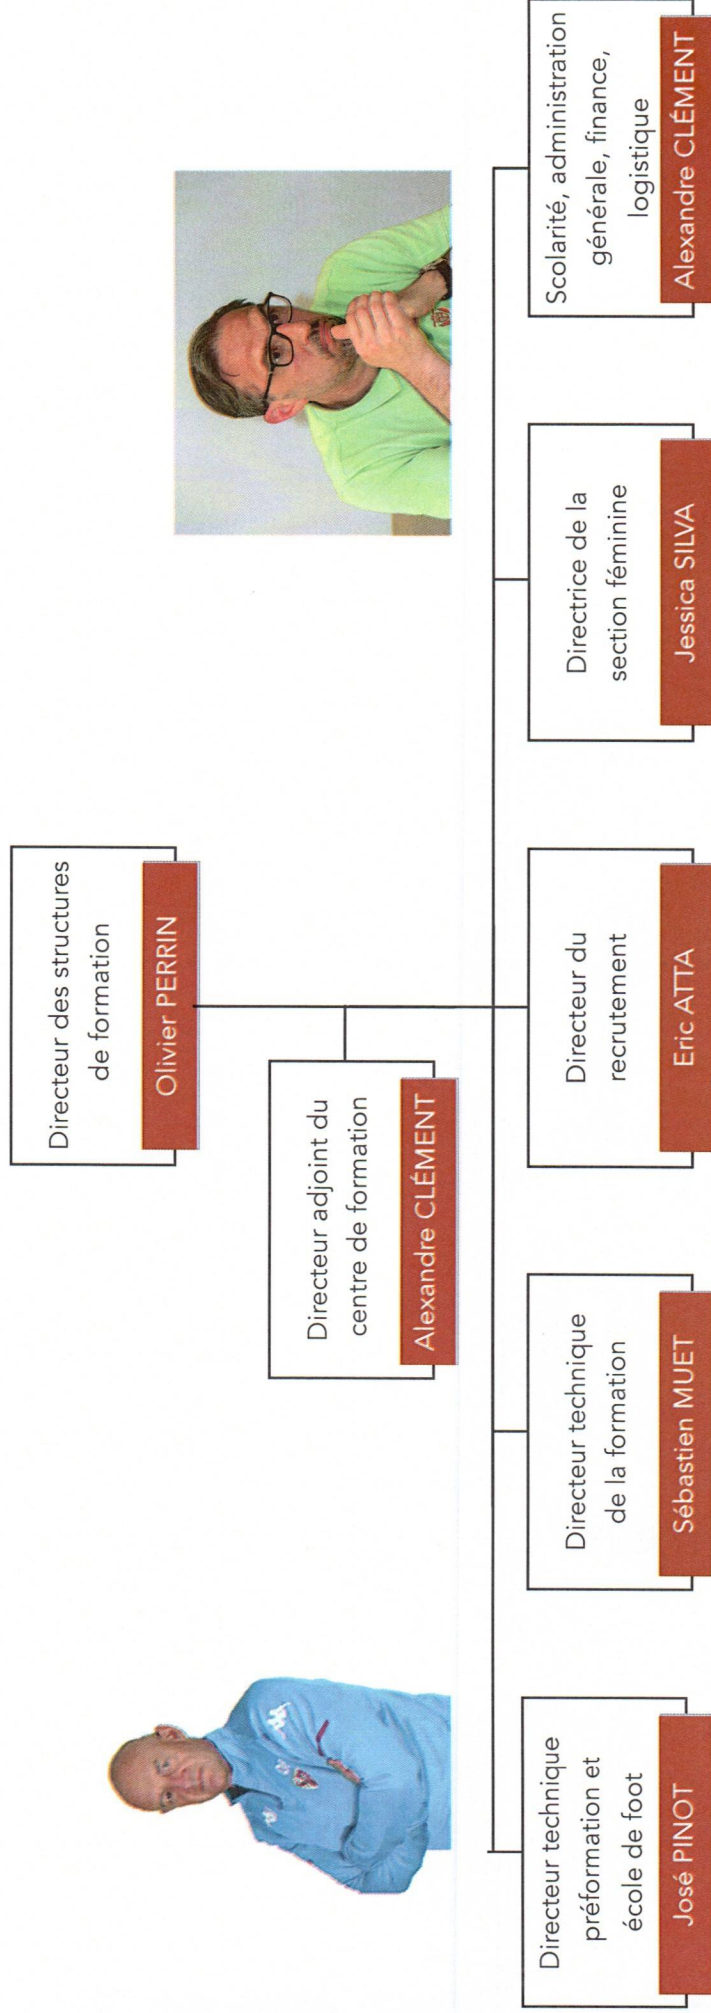 Directeur des structures
de formation
Olivier PERRIN
Directeur adjoint du
centre de formation
Alexandre CLÉMENT
Directeur technique
préformation et
école de foot
José PINOT
Directeur technique
de la formation
Sébastien MUET
Directeur du
recrutement
Eric ATTA
Directrice de la
section féminine
Jessica SILVA
Scolarité, administration
générale, finance,
logistique
Alexandre CLÉMENT